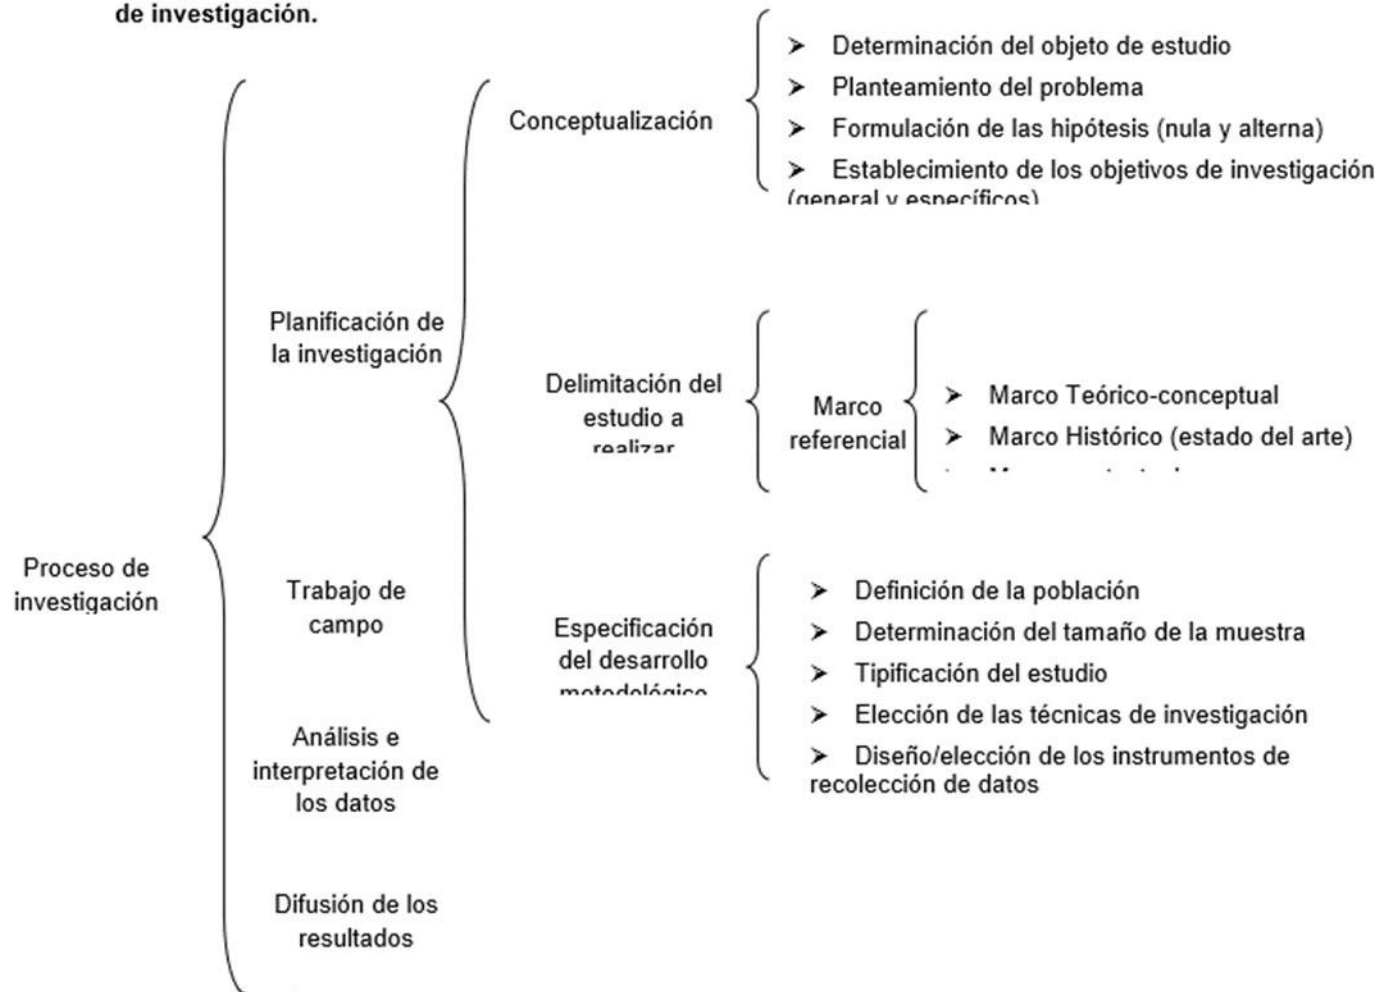 de investigación.
Proceso de
investigación
Planificación de
la investigación
Conceptualización
➤ Determinación del objeto de estudio
➤ Planteamiento del problema
➤ Formulación de las hipótesis (nula y alterna)
➤ Establecimiento de los objetivos de investigación
(general y específicos)
Delimitación del
estudio a
realizar
Marco
referencial
➤ Marco Teórico-conceptual
➤ Marco Histórico (estado del arte)
Especificación
del desarrollo
metodológico
➤ Definición de la población
➤ Determinación del tamaño de la muestra
➤ Tipificación del estudio
➤ Elección de las técnicas de investigación
➤ Diseño/elección de los instrumentos de
recolección de datos
Trabajo de
campo
Análisis e
interpretación de
los datos
Difusión de los
resultados